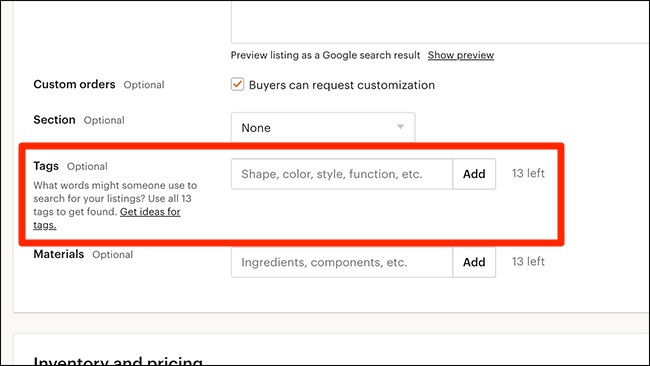 Preview listing as a Google search result Show preview
Custom orders Optional
Buyers can request customization
Section Optional
None
Tags Optional
Shape, color, style, function, etc. Add 13 left
What words might someone use to
search for your listings? Use all 13
tags to get found. Get ideas for
tags.
Materials Optional
Ingredients, components, etc. Add 13 left
Inventory and pricing